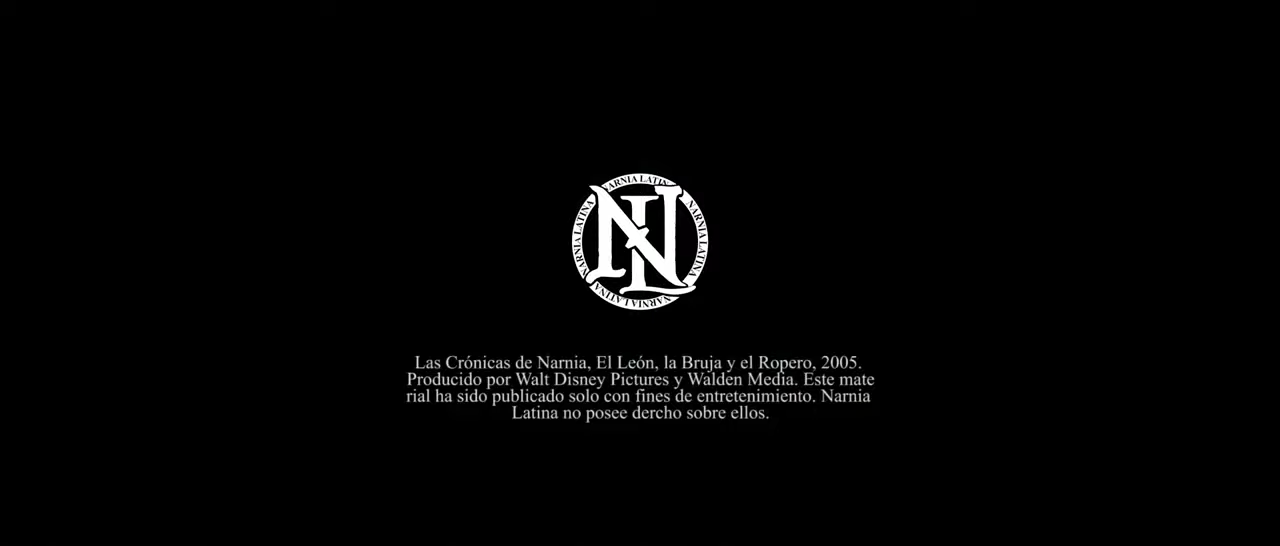 NARNIA LATINA
NARNIA LATINA
NARNIA LATINA
NARNIA LATINA
NL
Las Crónicas de Narnia, El León, la Bruja y el Ropero, 2005.
Producido por Walt Disney Pictures y Walden Media. Este mate
rial ha sido publicado solo con fines de entretenimiento. Narnia
Latina no posee dercho sobre ellos.